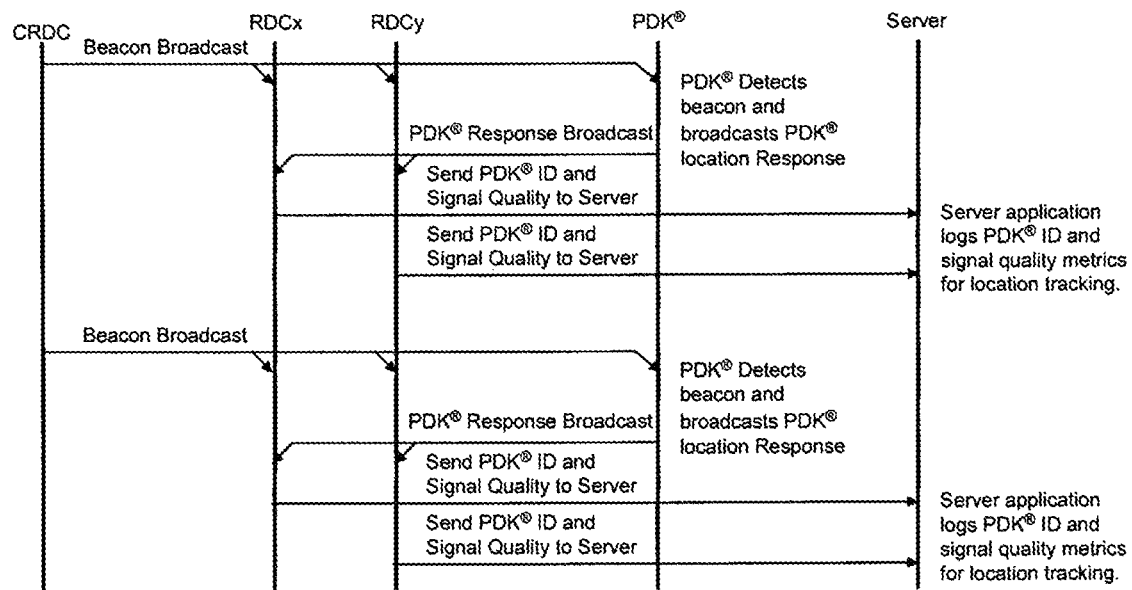 CRDC
RDCx
RDCy
PDK®
Server
Beacon Broadcast
PDK® Detects
beacon and
broadcasts PDK®
location Response
PDK® Response Broadcast
Send PDK® ID and
Signal Quality to Server
Send PDK® ID and
Signal Quality to Server
Server application
logs PDK® ID and
signal quality metrics
for location tracking.
Beacon Broadcast
PDK® Detects
beacon and
broadcasts PDK®
location Response
PDK® Response Broadcast
Send PDK® ID and
Signal Quality to Server
Send PDK® ID and
Signal Quality to Server
Server application
logs PDK® ID and
signal quality metrics
for location tracking.